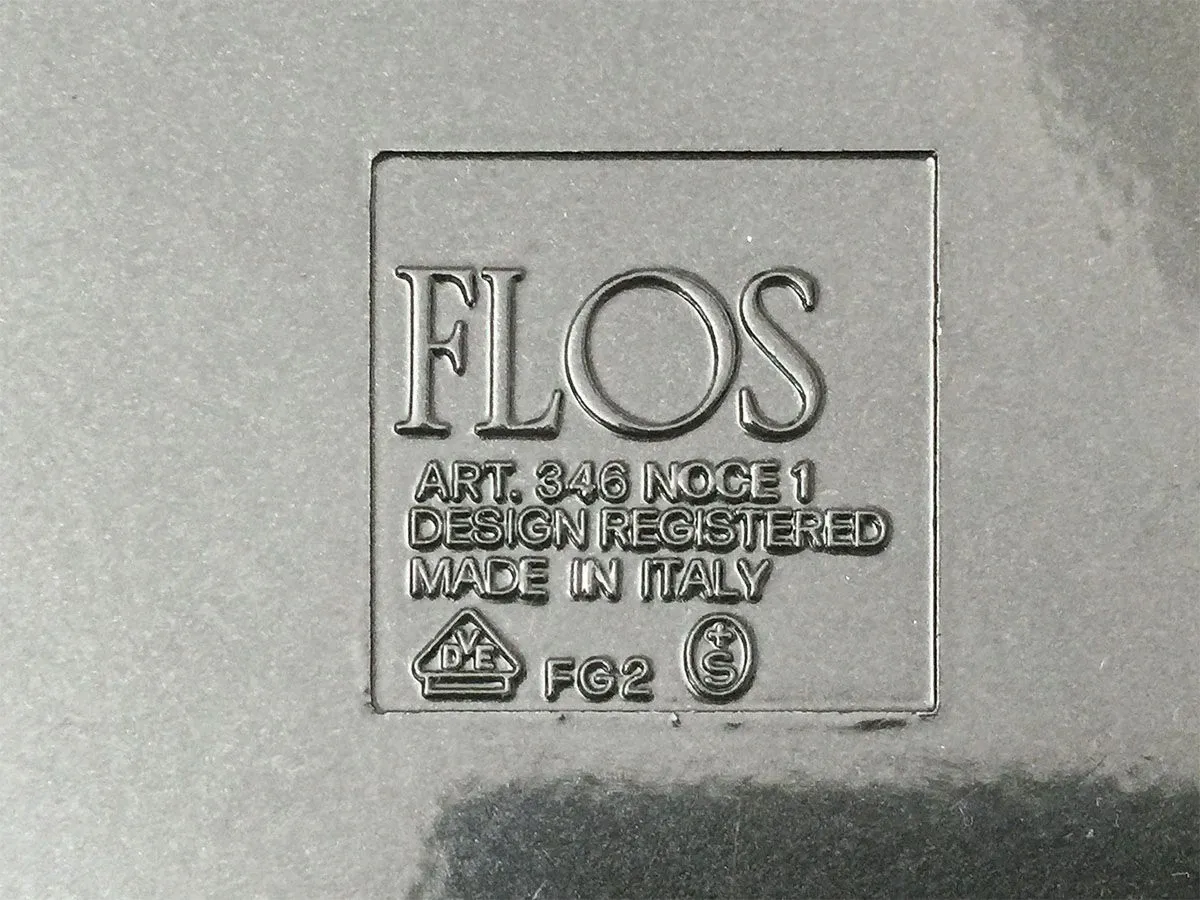 FLOS
ART. 346 NOCE 1
DESIGN REGISTERED
MADE IN ITALY
VDE FG2 +S